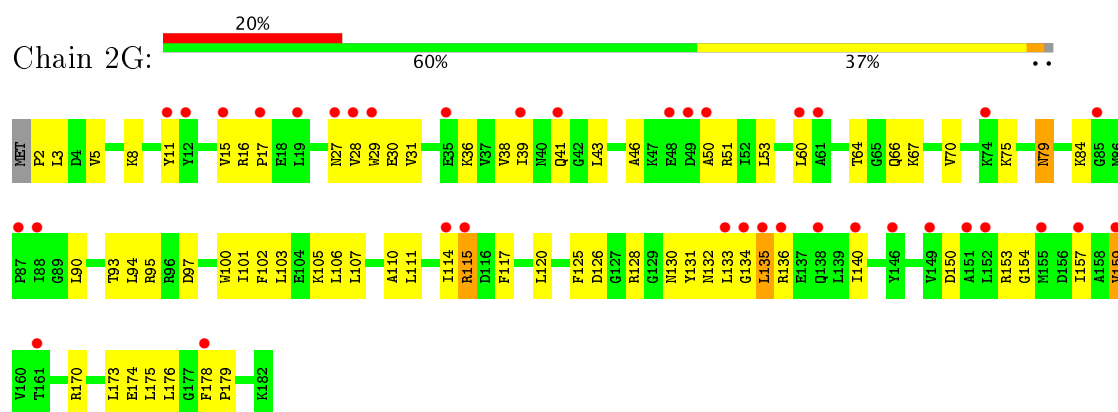 20%
Chain 2G:
60% 37% • •
MET P2 L3 D4 V5 K8 Y11 Y12 V15 R16 P17 E18 I19 N27 V28 W29 E30 V31 E35 K36 V37 V38 I39 N40 Q41 G42 L43 A46 K47 E48 D49 A50 R51 I52 L53 L60 A61 T64 G65 Q66 K67 V70 K74 K75 N79 K84 G85 M86
P87 I88 G89 L90 T93 L94 R95 R96 D97 W100 I101 F102 L103 E104 K105 L106 L107 A110 L111 I114 R115 D116 F117 L120 F125 D126 G127 R128 G129 N130 Y131 N132 L133 G134 L135 R136 E137 Q138 L139 I140 Y146 V149 D150 A151 L152 R153 G154 M155 D156 I157 A158 V159
V160 T161 R170 L173 E174 L175 L176 G177 F178 P179 K182